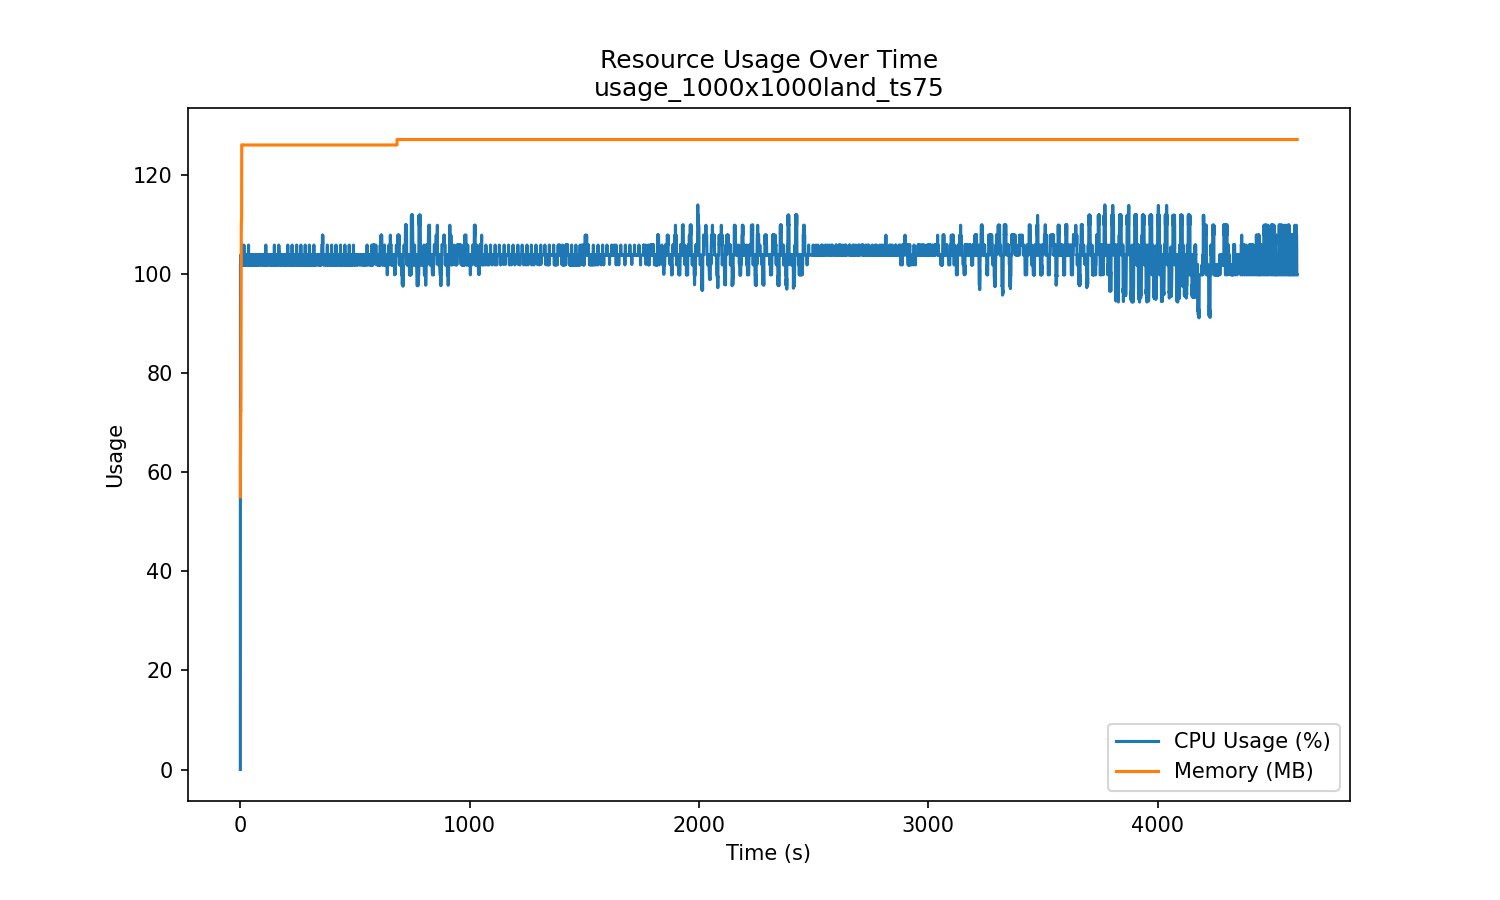 Resource Usage Over Time
usage_1000x1000land_ts75
120
100
80
60
40
20
0
Usage
0 1000 2000 3000 4000
Time (s)
CPU Usage (%)
Memory (MB)